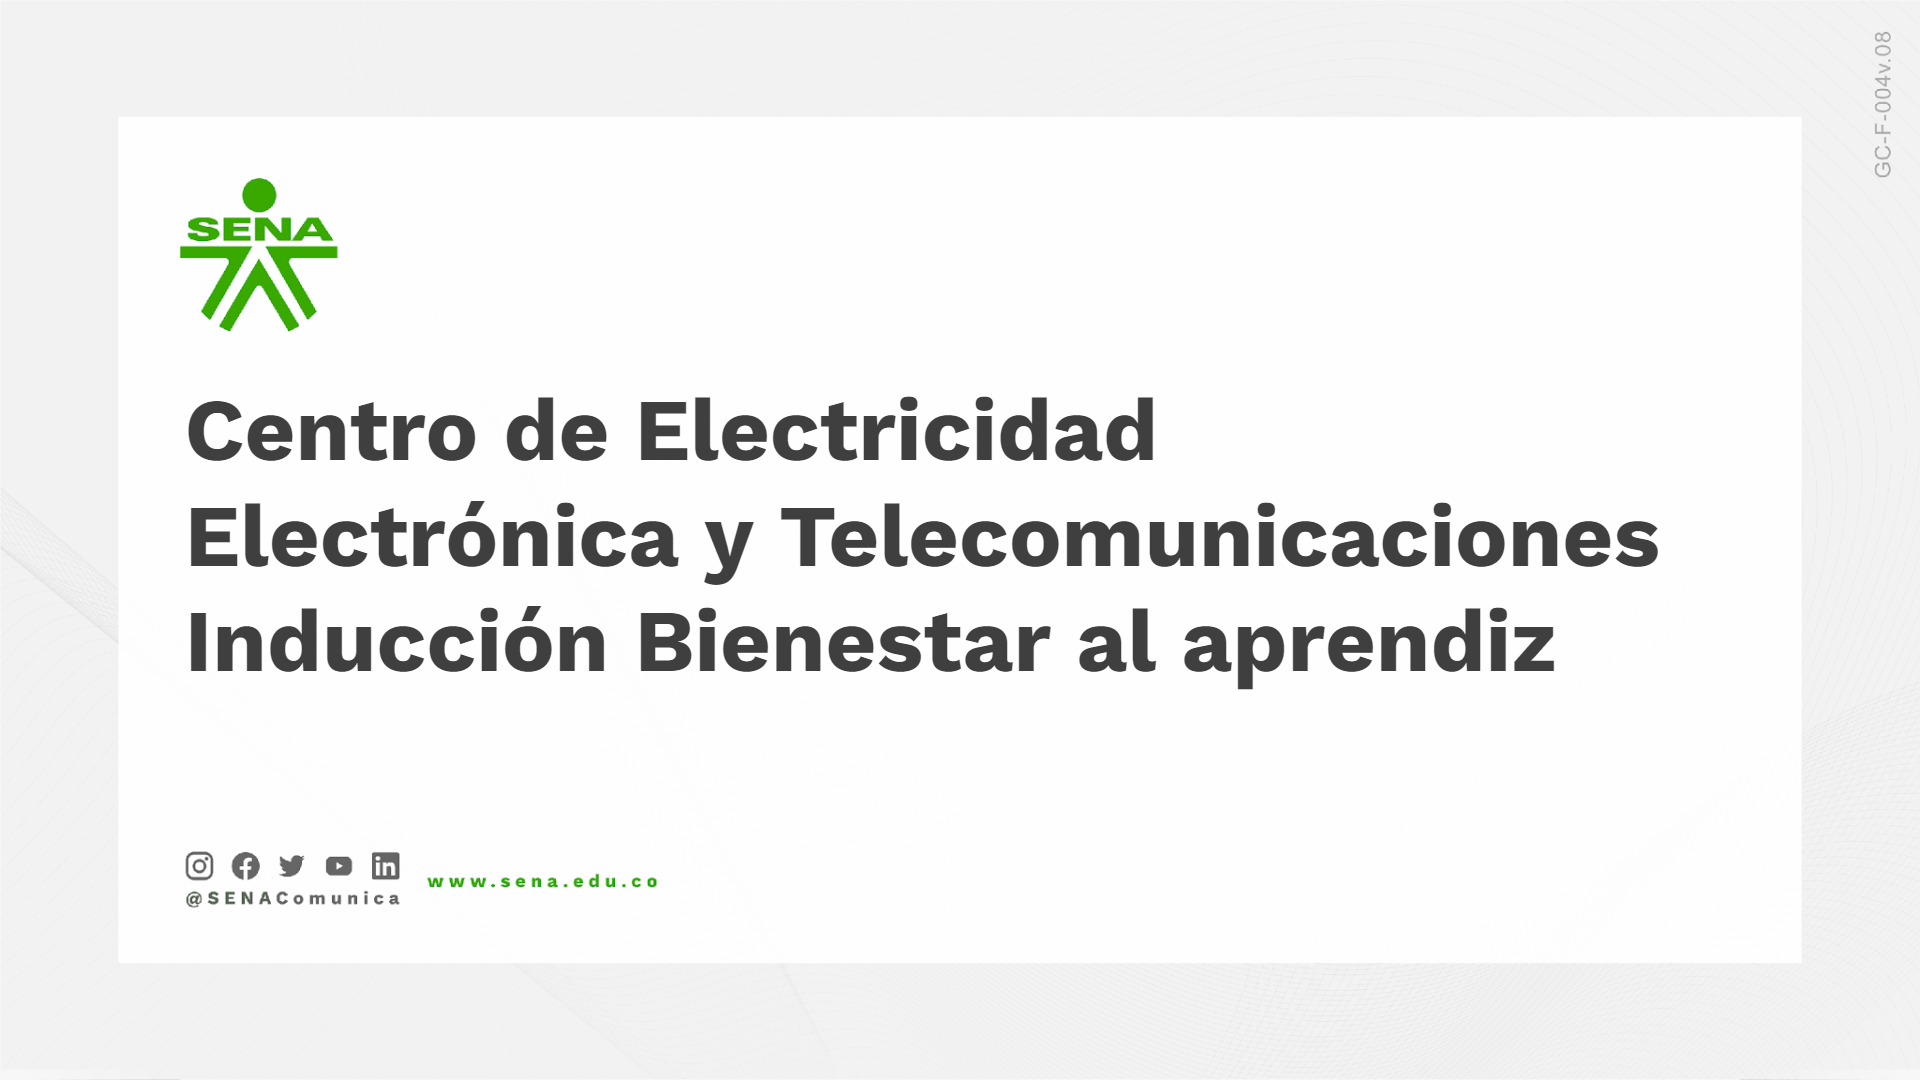 GC-F-004v.08
SENA
Centro de Electricidad
Electrónica y Telecomunicaciones
Inducción Bienestar al aprendiz
@SENAComunica
www.sena.edu.co